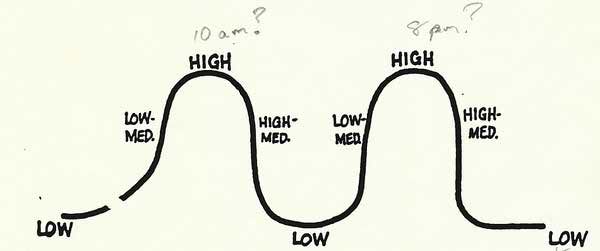 10 am? 8 pm.?
HIGH HIGH
LOW- HIGH- LOW- HIGH-
MED. MED. MED. MED.
LOW LOW LOW